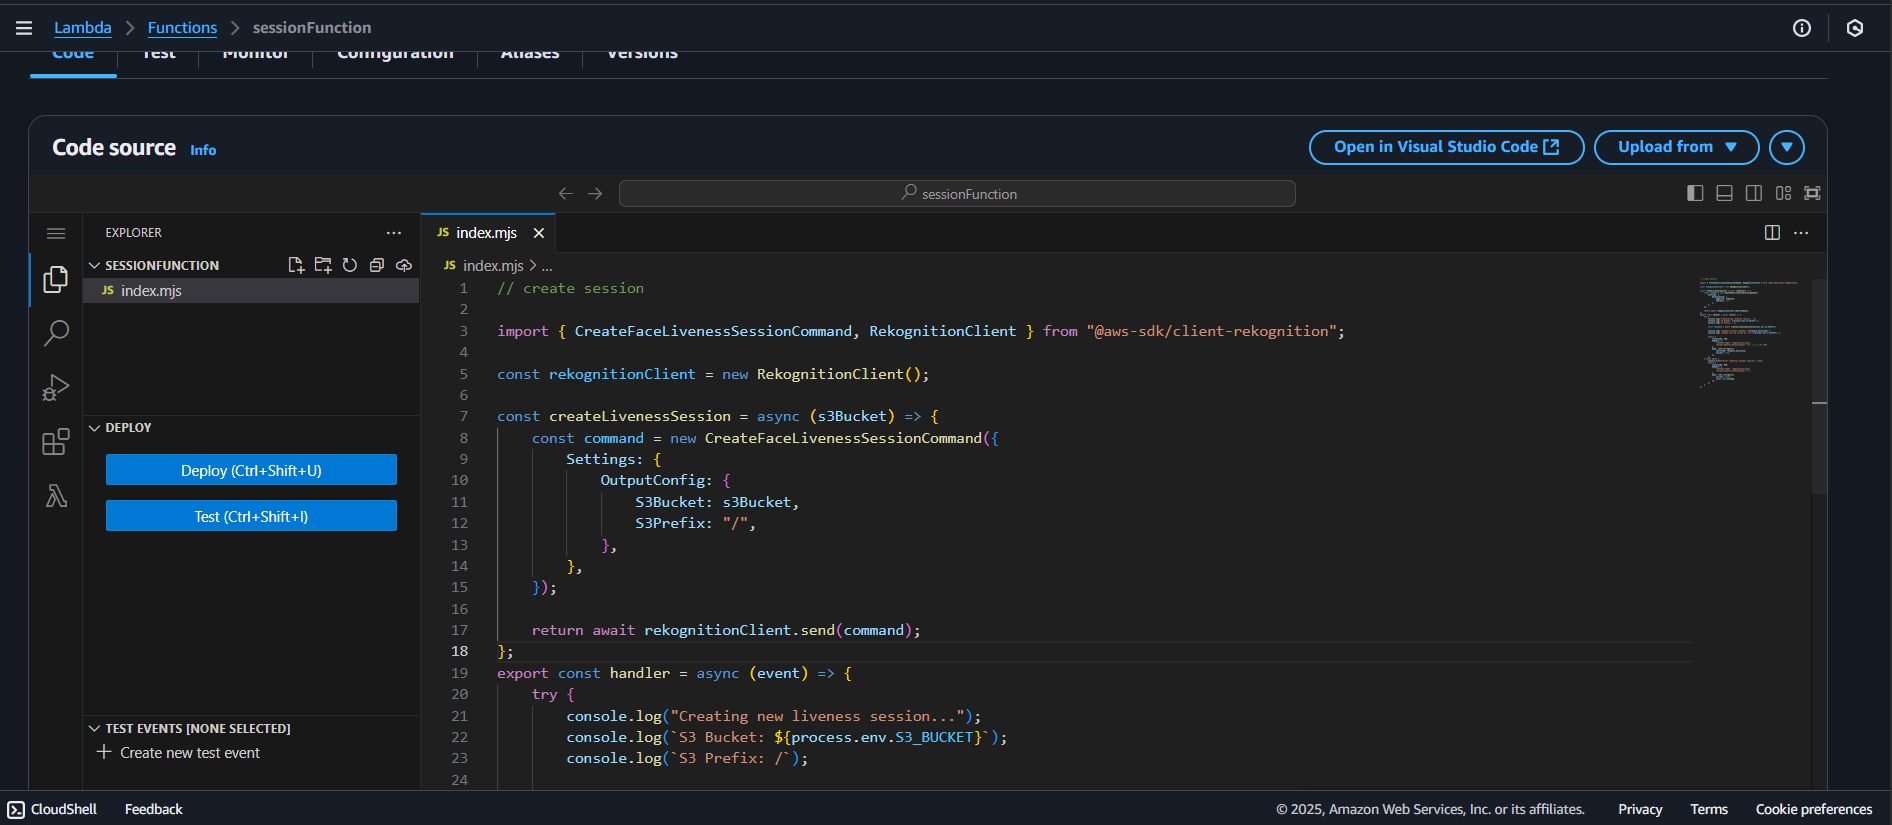 Lambda
Functions
sessionFunction
Code
Test
Monitor
Configuration
Aliases
Versions
Code source
Info
Open in Visual Studio Code
Upload from
sessionFunction
EXPLORER
JS index.mjs
SESSIONFUNCTION
JS index.mjs > ...
JS index.mjs
1 // create session
2
3 import { CreateFaceLivenessSessionCommand, RekognitionClient } from "@aws-sdk/client-rekognition";
4
5 const rekognitionClient = new RekognitionClient();
6
7 const createLivenessSession = async (s3Bucket) => {
8     const command = new CreateFaceLivenessSessionCommand({
9         Settings: {
10             OutputConfig: {
11                 S3Bucket: s3Bucket,
12                 S3Prefix: "/",
13             },
14         },
15     });
16
17     return await rekognitionClient.send(command);
18 };
19 export const handler = async (event) => {
20     try {
21         console.log("Creating new liveness session...");
22         console.log(`S3 Bucket: ${process.env.S3_BUCKET}`);
23         console.log(`S3 Prefix: /`);
24
DEPLOY
Deploy (Ctrl+Shift+U)
Test (Ctrl+Shift+I)
TEST EVENTS [NONE SELECTED]
Create new test event
CloudShell
Feedback
© 2025, Amazon Web Services, Inc. or its affiliates.
Privacy
Terms
Cookie preferences